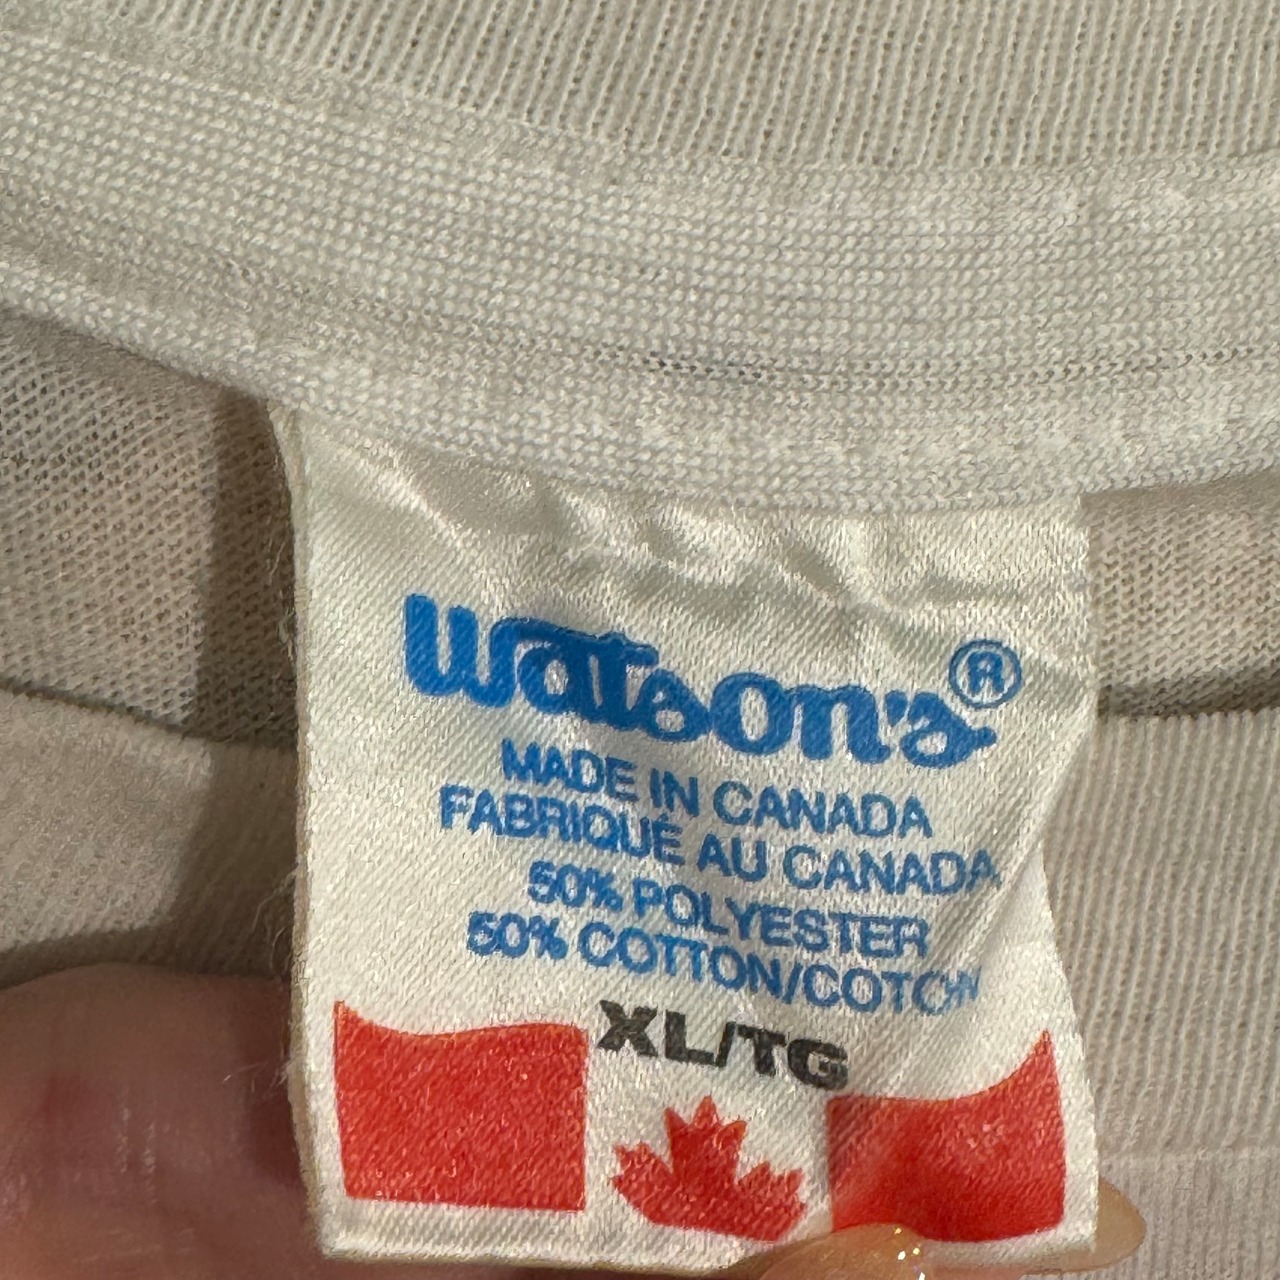 watson's®
MADE IN CANADA
FABRIQUÉ AU CANADA
50% POLYESTER
50% COTTON/COTON
XL/TG